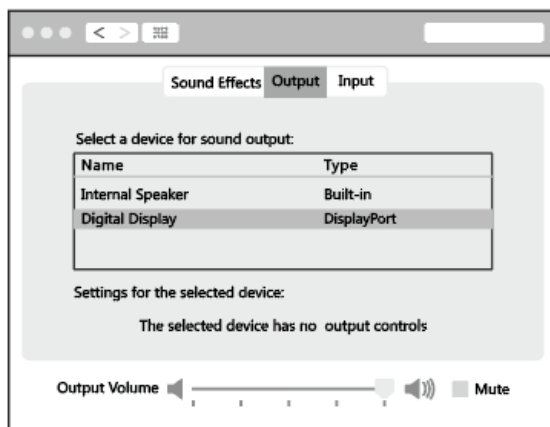 Sound Effects Output Input
Select a device for sound output:
Name Type
Internal Speaker Built-in
Digital Display DisplayPort
Settings for the selected device:
The selected device has no output controls
Output Volume Mute